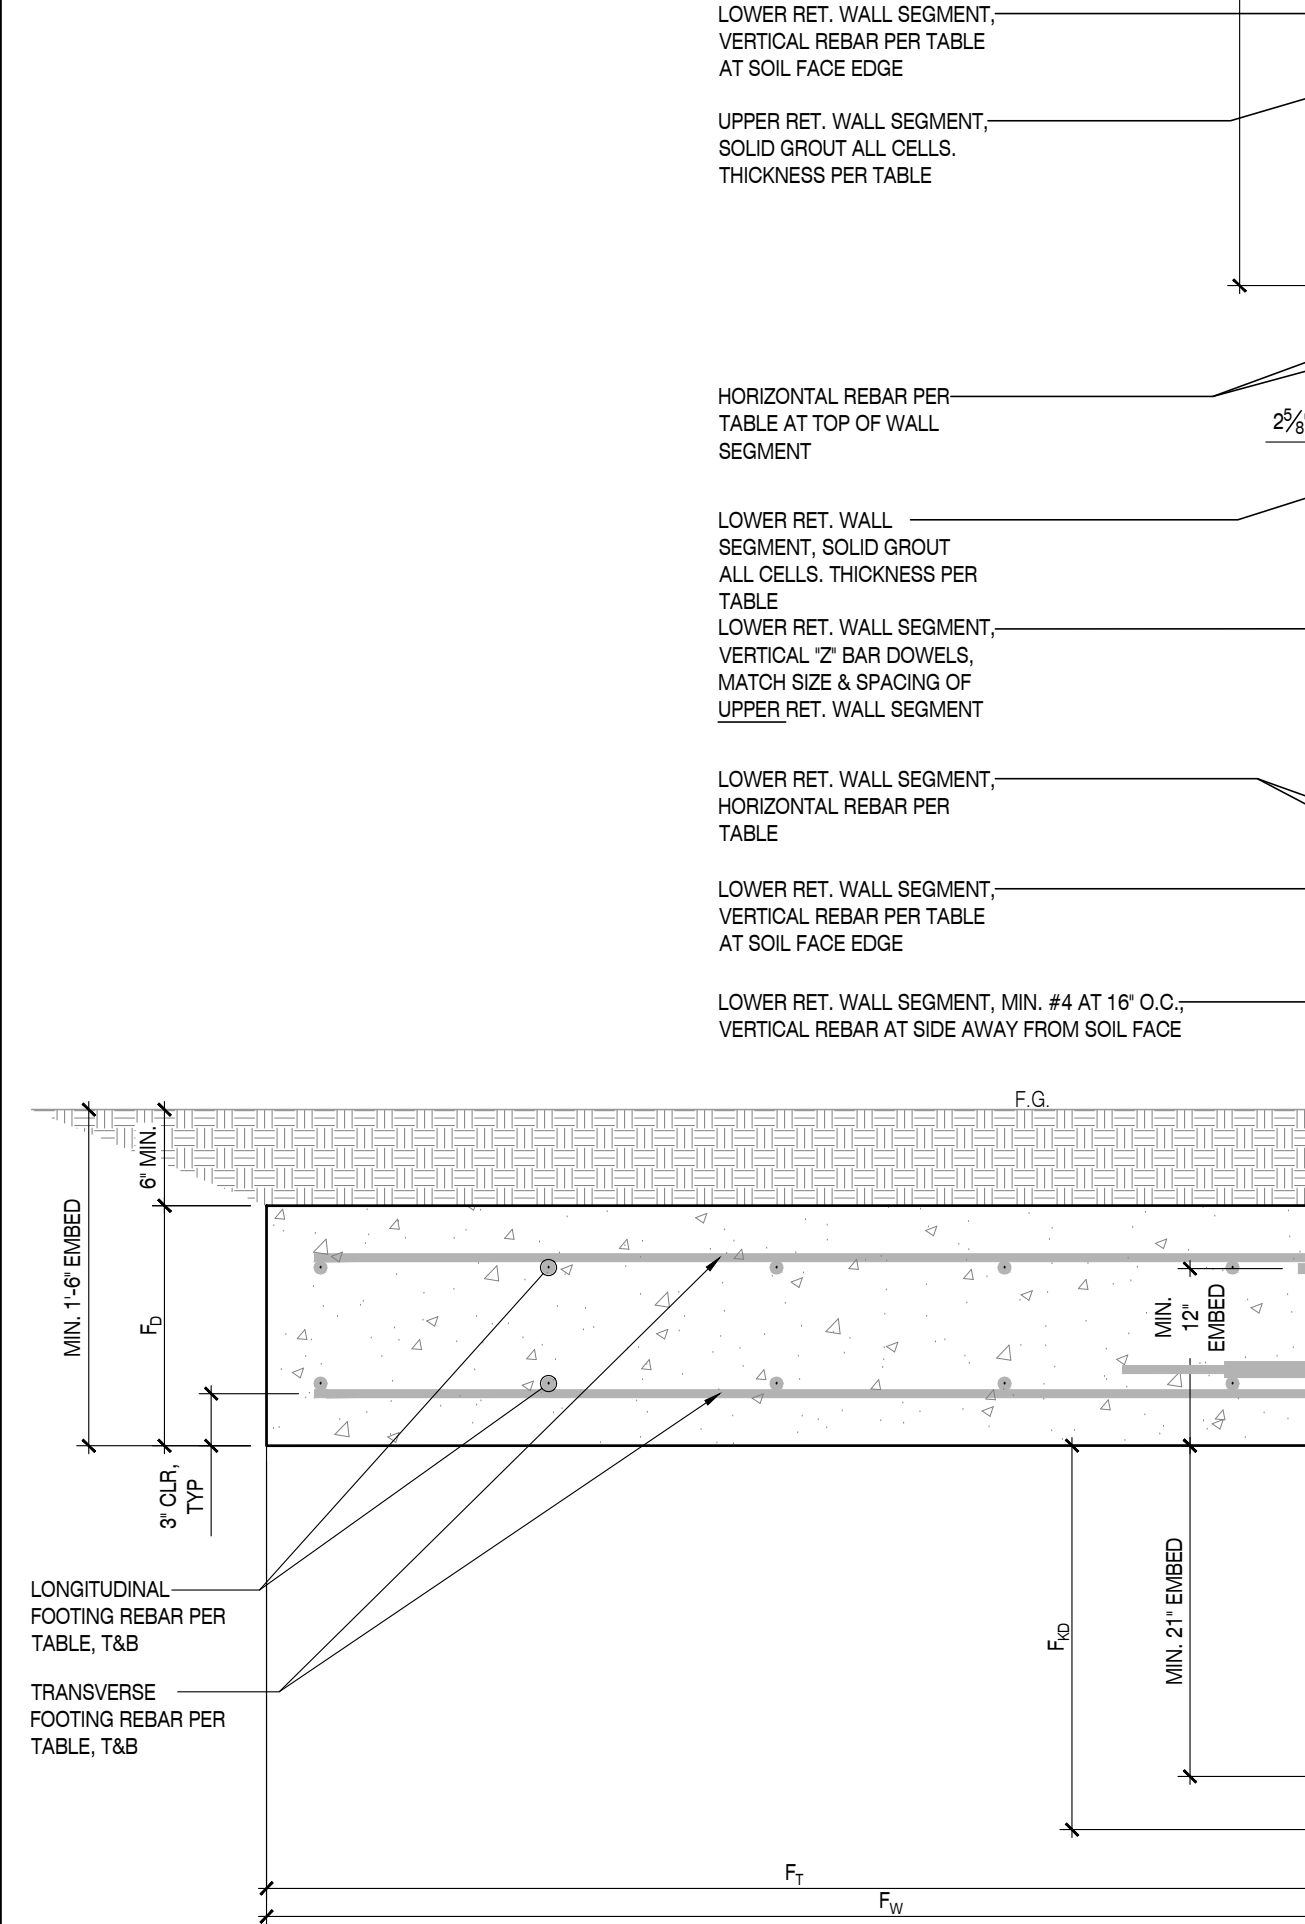 LOWER RET. WALL SEGMENT,
VERTICAL REBAR PER TABLE
AT SOIL FACE EDGE
UPPER RET. WALL SEGMENT,
SOLID GROUT ALL CELLS.
THICKNESS PER TABLE
HORIZONTAL REBAR PER
TABLE AT TOP OF WALL
SEGMENT
2⅝
LOWER RET. WALL
SEGMENT, SOLID GROUT
ALL CELLS. THICKNESS PER
TABLE
LOWER RET. WALL SEGMENT,
VERTICAL "Z" BAR DOWELS,
MATCH SIZE & SPACING OF
UPPER RET. WALL SEGMENT
LOWER RET. WALL SEGMENT,
HORIZONTAL REBAR PER
TABLE
LOWER RET. WALL SEGMENT,
VERTICAL REBAR PER TABLE
AT SOIL FACE EDGE
LOWER RET. WALL SEGMENT, MIN. #4 AT 16" O.C.,
VERTICAL REBAR AT SIDE AWAY FROM SOIL FACE
F.G.
6" MIN.
MIN. 1'-6" EMBED
FD
MIN.
12"
EMBED
3" CLR,
TYP
MIN. 21" EMBED
FKD
LONGITUDINAL
FOOTING REBAR PER
TABLE, T&B
TRANSVERSE
FOOTING REBAR PER
TABLE, T&B
FT
FW